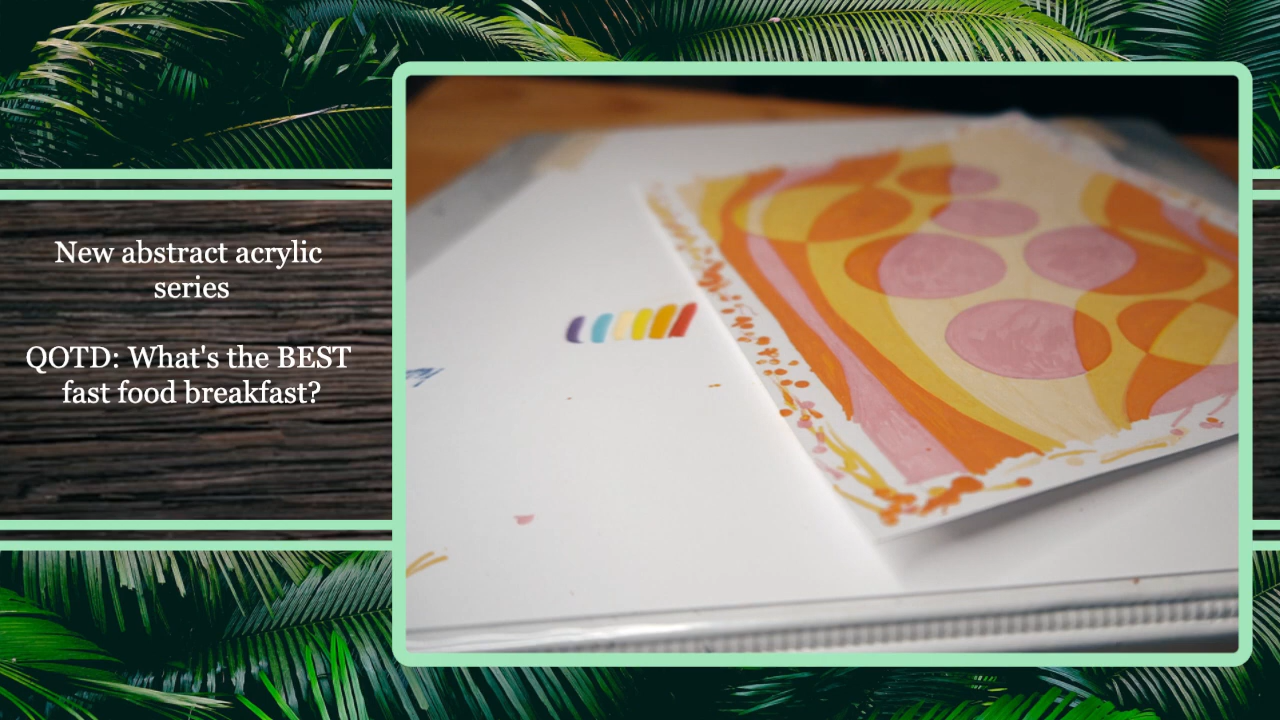 New abstract acrylic
series
QOTD: What's the BEST
fast food breakfast?